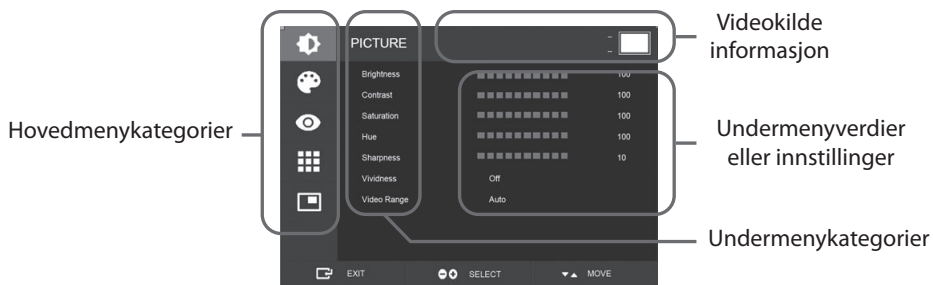 Videokilde
informasjon
PICTURE
Brightness 100
Contrast 100
Saturation 100
Hue 100
Sharpness 10
Vividness Off
Video Range Auto
Hovedmenykategorier
Undermenyverdier
eller innstillinger
Undermenykategorier
EXIT SELECT MOVE